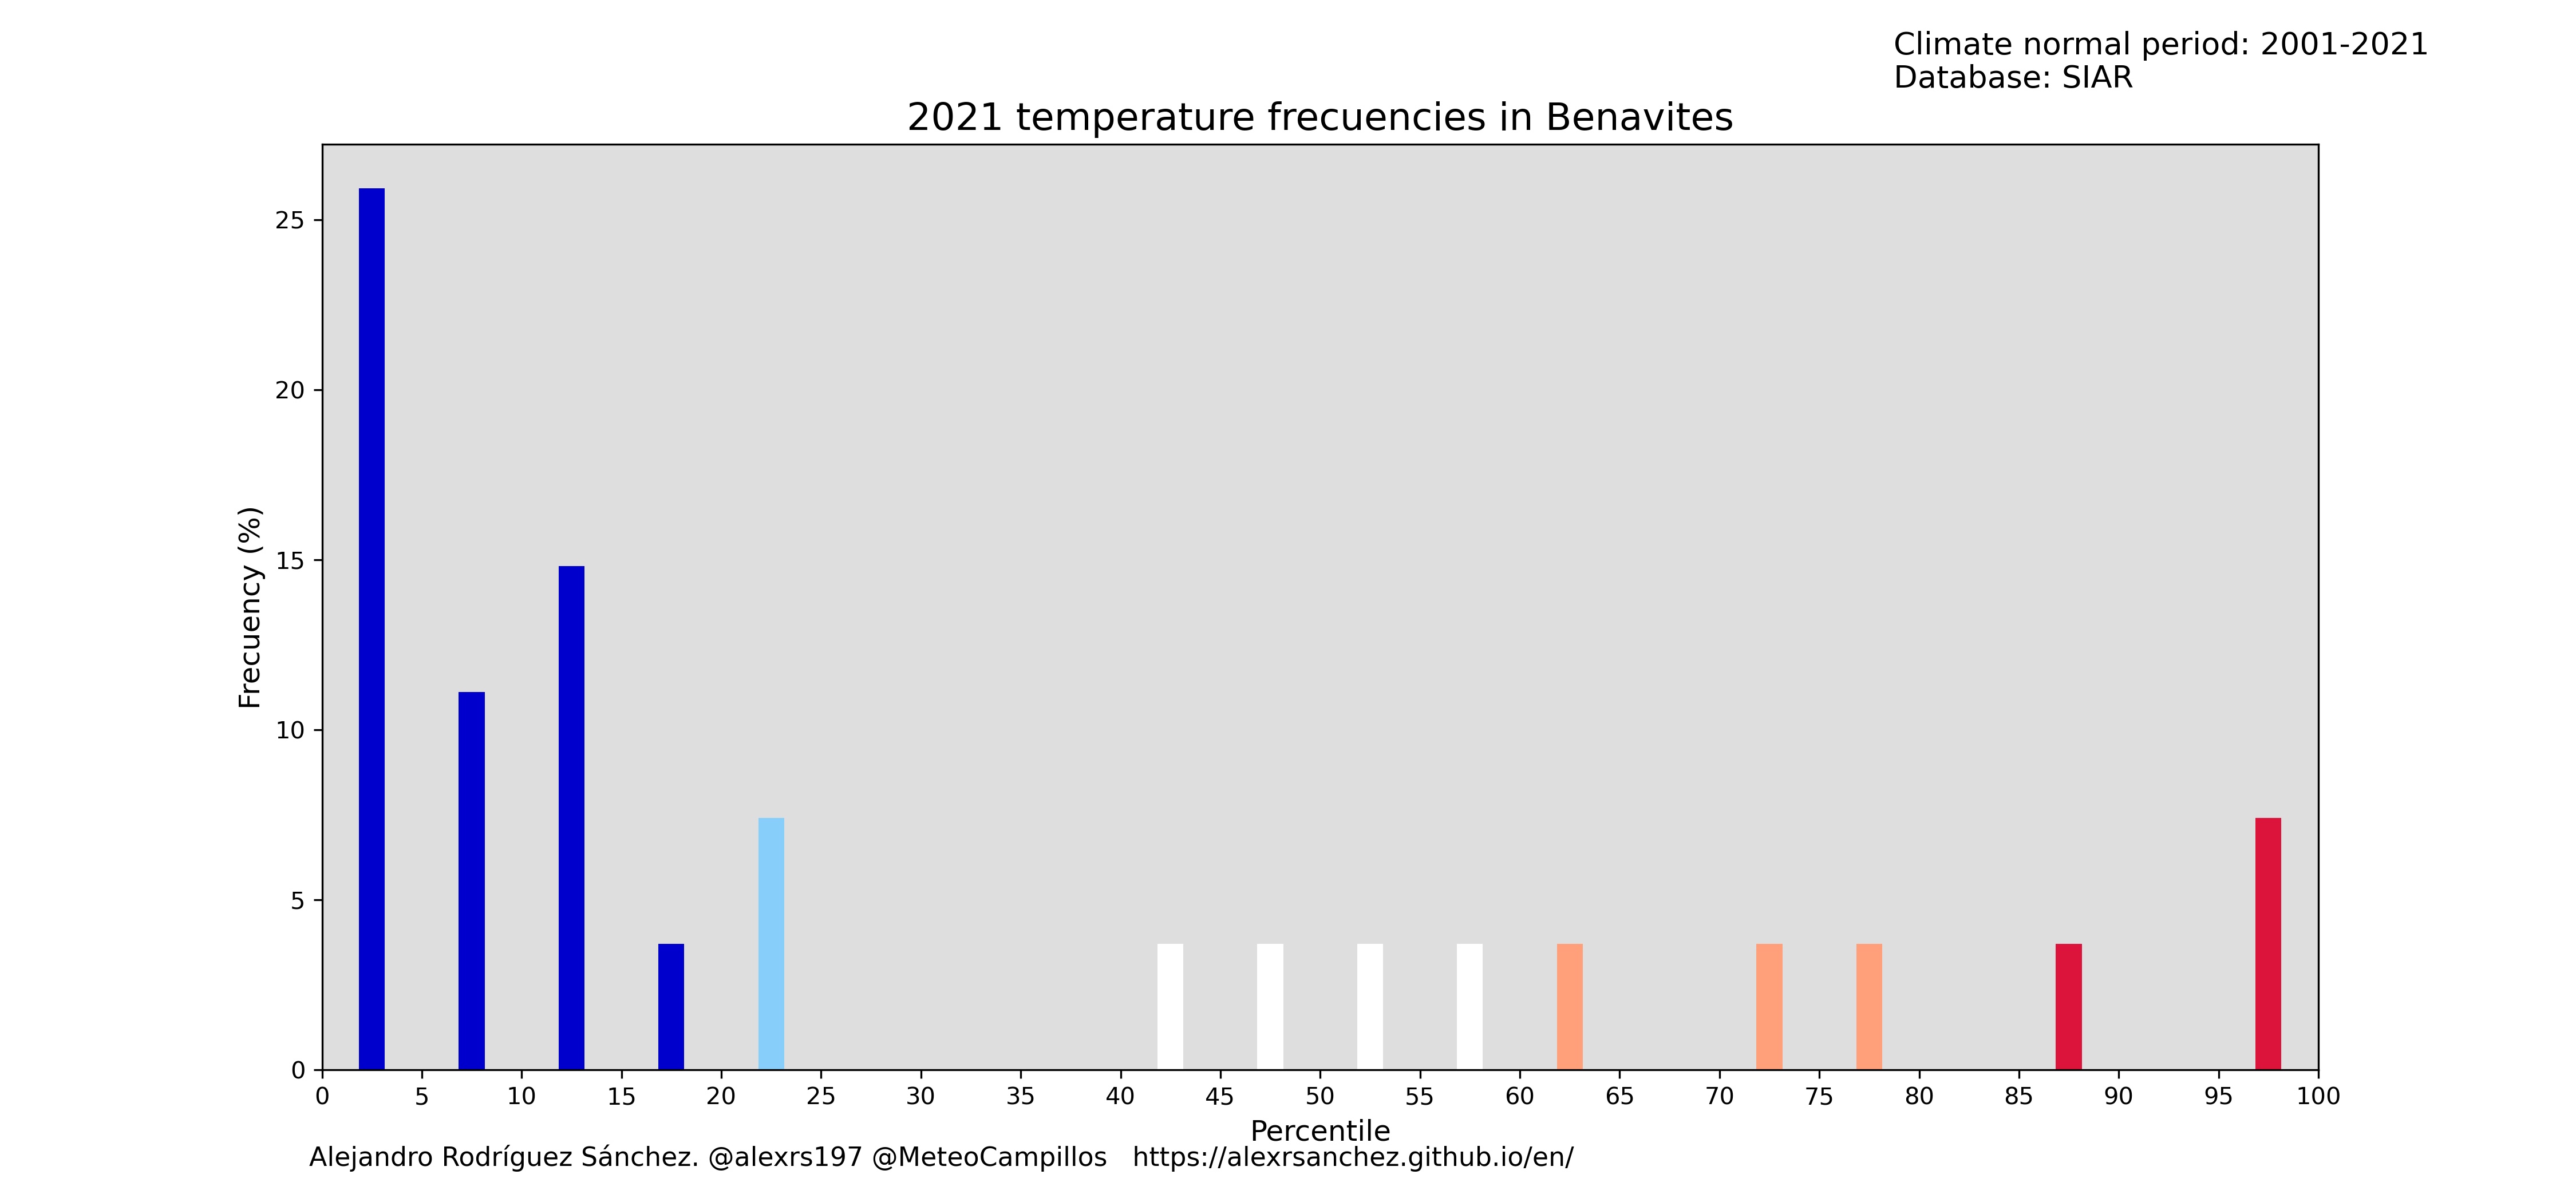 Climate normal period: 2001-2021
Database: SIAR
2021 temperature frecuencies in Benavites
Frecuency (%)
25
20
15
10
5
0
0 5 10 15 20 25 30 35 40 45 50 55 60 65 70 75 80 85 90 95 100
Percentile
Alejandro Rodríguez Sánchez. @alexrs197 @MeteoCampillos https://alexrsanchez.github.io/en/